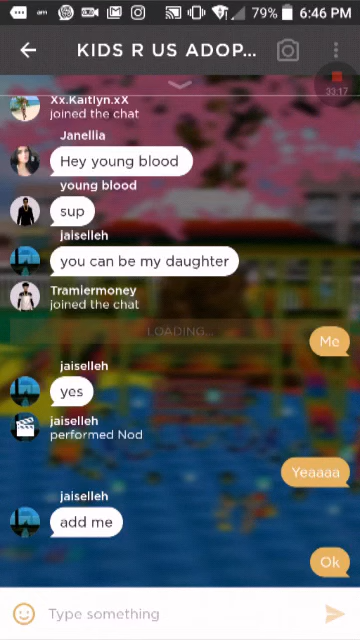 am
79%
6:46 PM
KIDS R US ADOP...
33:17
Xx.Kaitlyn.xX
joined the chat
Janellia
Hey young blood
young blood
sup
jaiselleh
you can be my daughter
Tramiermoney
joined the chat
LOADING...
Me
jaiselleh
yes
jaiselleh
performed Nod
Yeaaaa
jaiselleh
add me
Ok
Type something